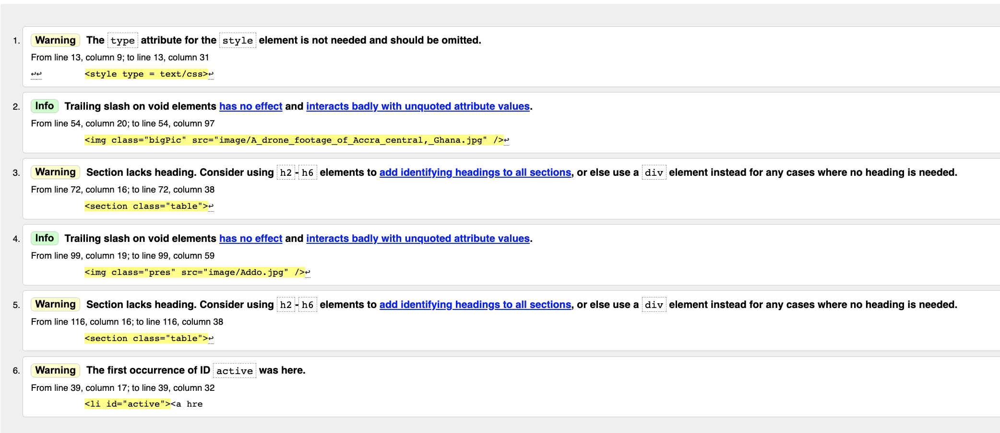 1. Warning The type attribute for the style element is not needed and should be omitted.
From line 13, column 9; to line 13, column 31
↩↩ <style type = text/css>↩
2. Info Trailing slash on void elements has no effect and interacts badly with unquoted attribute values.
From line 54, column 20; to line 54, column 97
<img class="bigPic" src="image/A_drone_footage_of_Accra_central,_Ghana.jpg" />↩
3. Warning Section lacks heading. Consider using h2-h6 elements to add identifying headings to all sections, or else use a div element instead for any cases where no heading is needed.
From line 72, column 16; to line 72, column 38
<section class="table">↩
4. Info Trailing slash on void elements has no effect and interacts badly with unquoted attribute values.
From line 99, column 19; to line 99, column 59
<img class="pres" src="image/Addo.jpg" />↩
5. Warning Section lacks heading. Consider using h2-h6 elements to add identifying headings to all sections, or else use a div element instead for any cases where no heading is needed.
From line 116, column 16; to line 116, column 38
<section class="table">↩
6. Warning The first occurrence of ID active was here.
From line 39, column 17; to line 39, column 32
<li id="active"><a hre